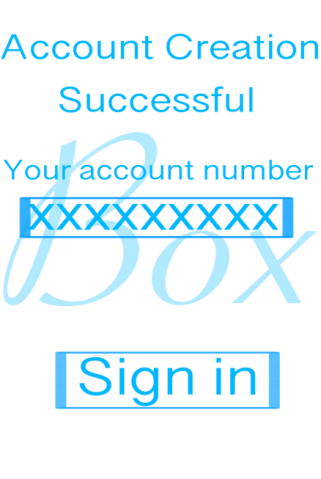 Account Creation
Successful
Your account number
XXXXXXXXX
Box
Sign in